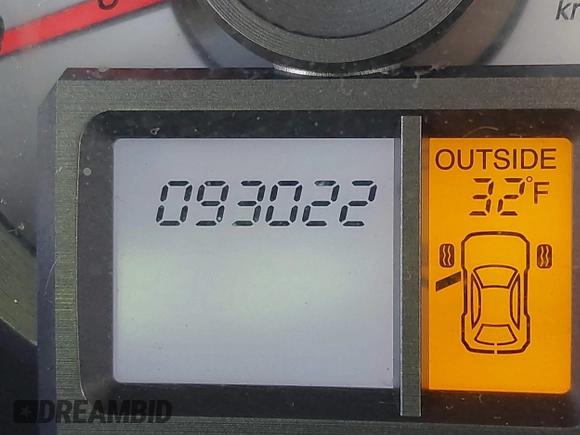 093022
OUTSIDE
32°F
DREAMBID